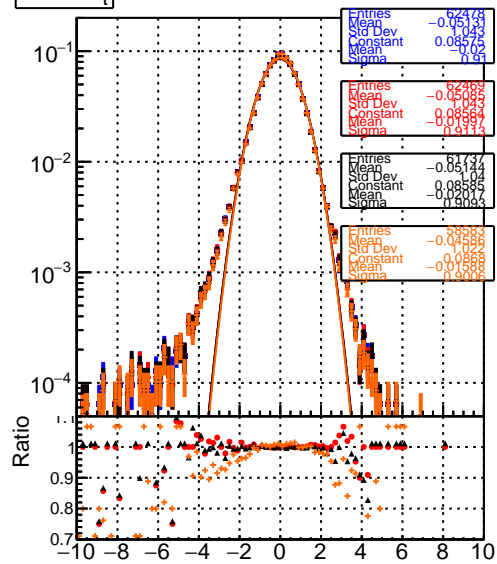 t
Entries 62478
Mean −0.05131
Std Dev 1.043
Constant 0.08575
Mean −0.02
Sigma 0.91
10−1
Entries 62469
Mean −0.05085
Std Dev 1.043
Constant 0.08564
Mean −0.01997
Sigma 0.9113
10−2
Entries 61737
Mean −0.05144
Std Dev 1.04
Constant 0.08585
Mean −0.02017
Sigma 0.9093
Entries 58583
Mean −0.04586
Std Dev 1.022
Constant 0.0868
Mean −0.01588
Sigma 0.9006
10−3
10−4
Ratio
1.1
1
0.9
0.8
0.7
−10 −8 −6 −4 −2 0 2 4 6 8 10